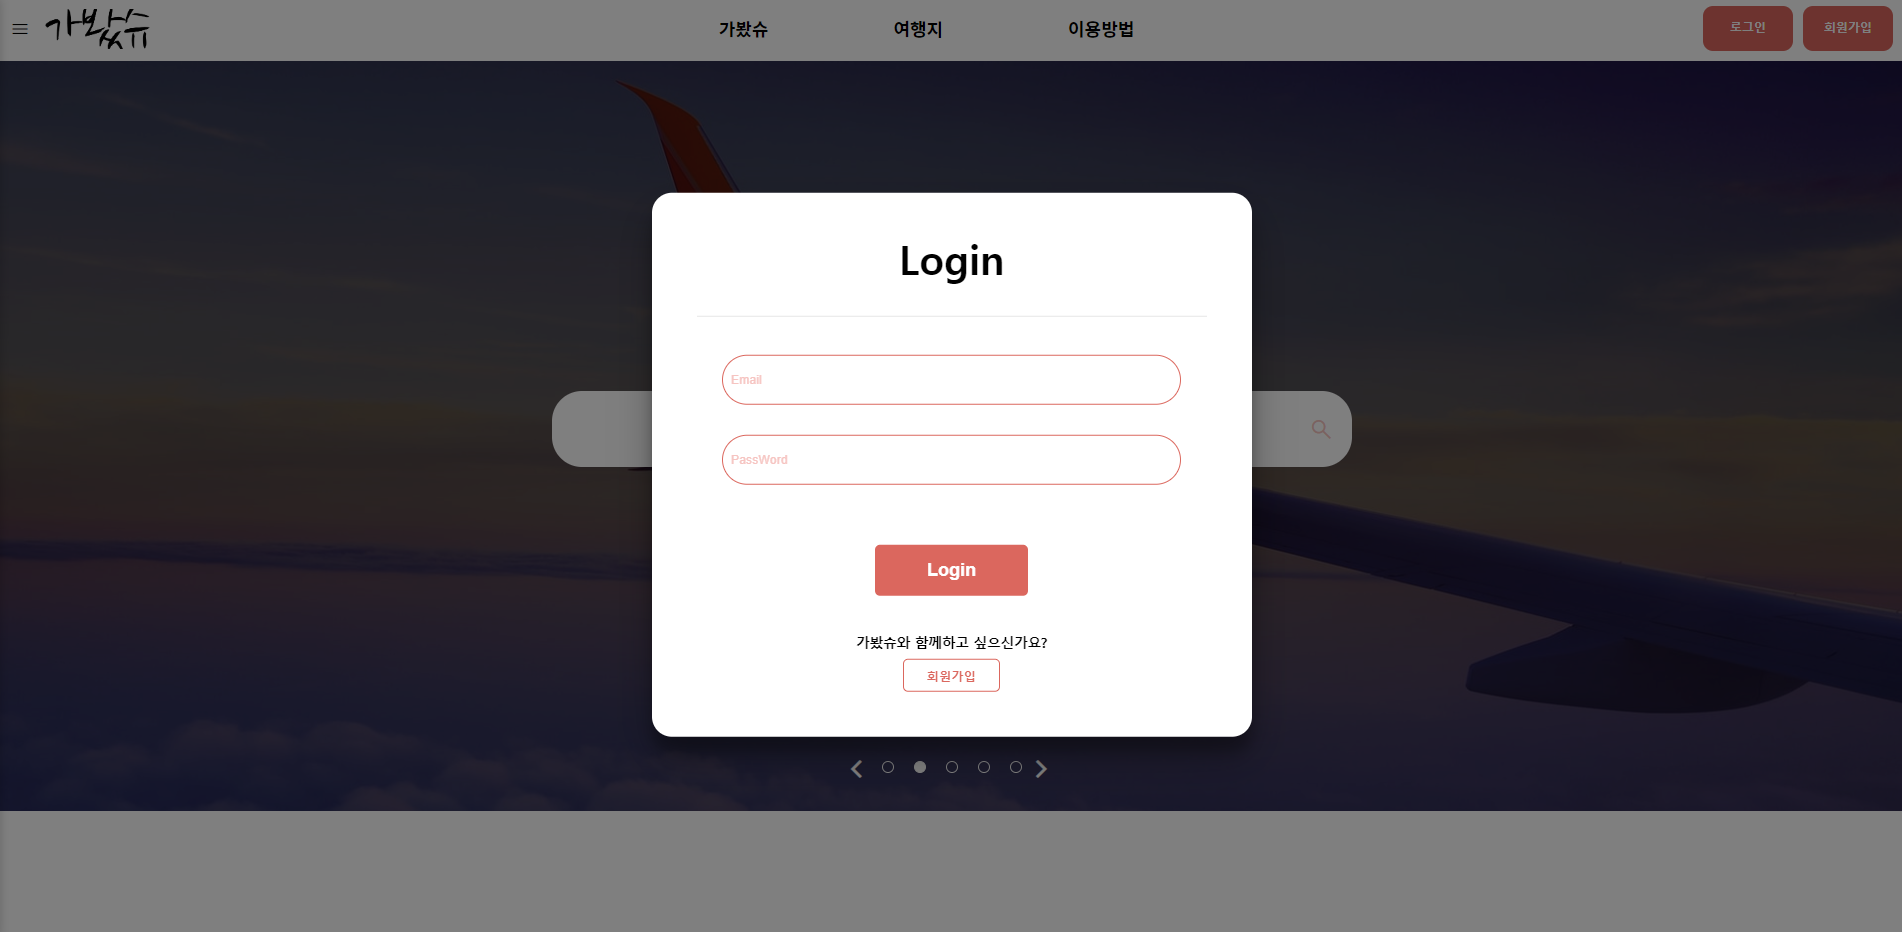 가봤슈
가봤슈 여행지 이용방법
로그인 회원가입
Login
Email
PassWord
Login
가봤슈와 함께하고 싶으신가요?
회원가입